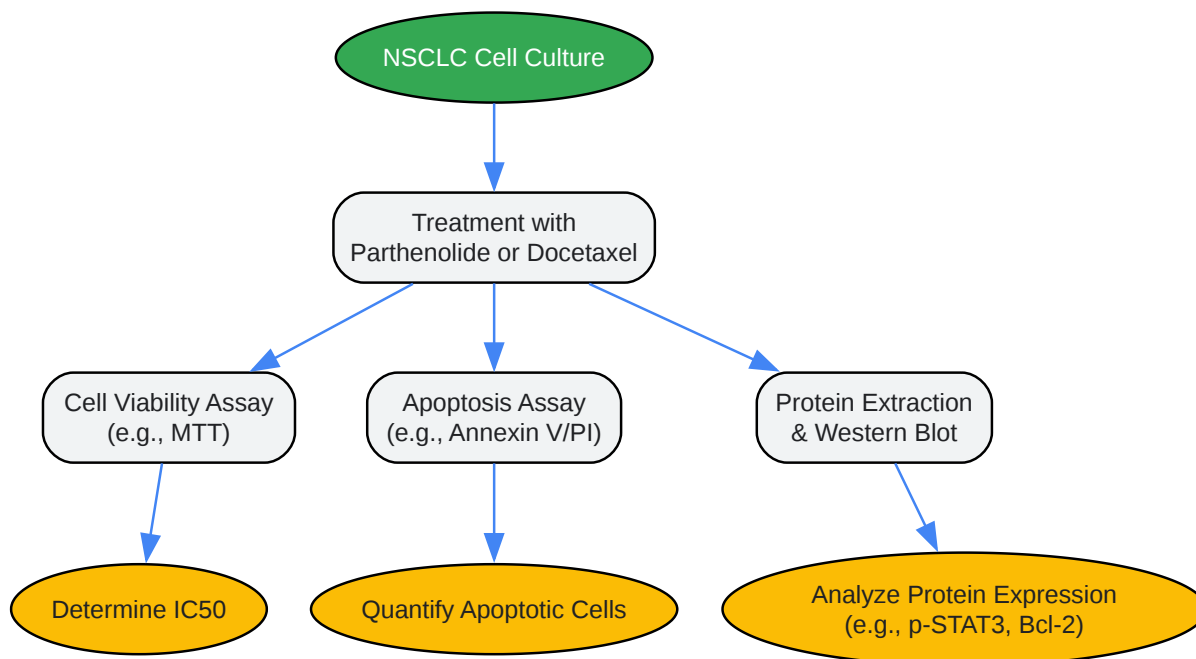 NSCLC Cell Culture
Treatment with
Parthenolide or Docetaxel
Cell Viability Assay
(e.g., MTT)
Apoptosis Assay
(e.g., Annexin V/PI)
Protein Extraction
& Western Blot
Determine IC50
Quantify Apoptotic Cells
Analyze Protein Expression
(e.g., p-STAT3, Bcl-2)